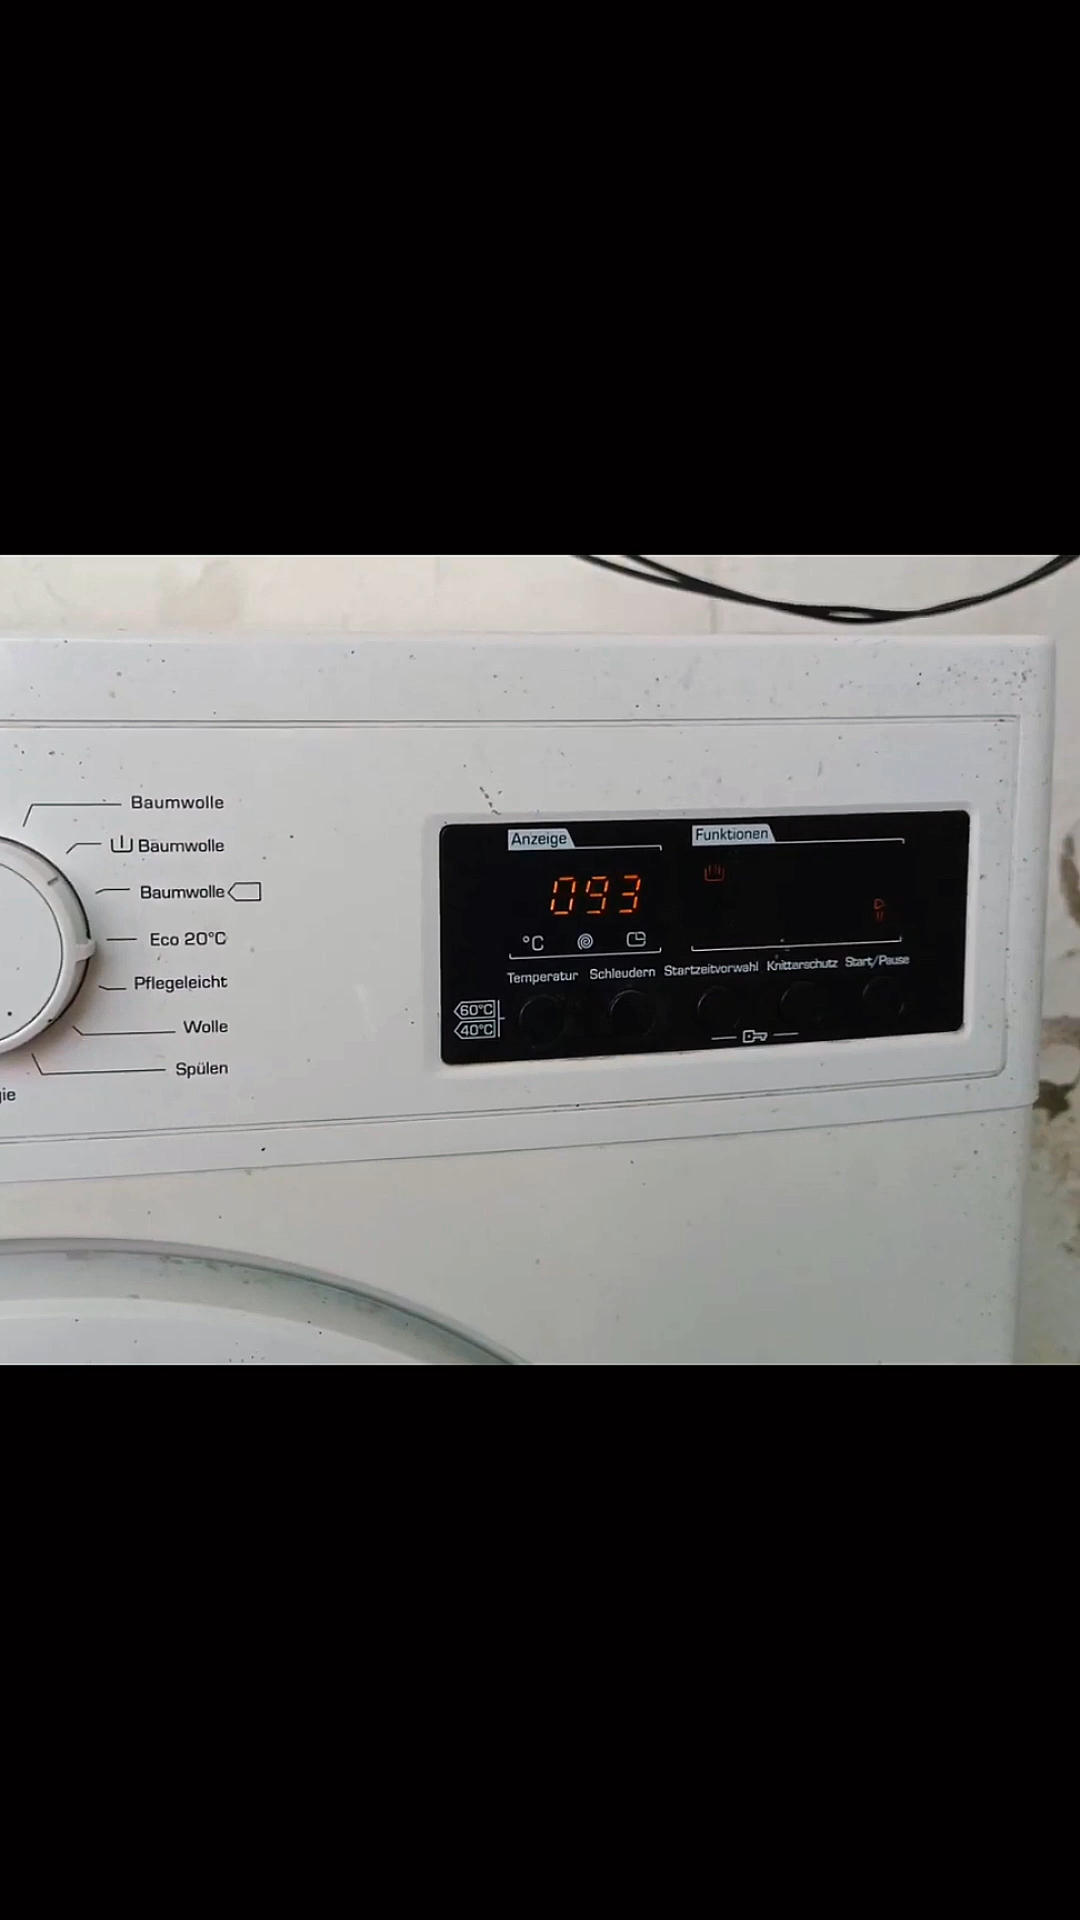 Baumwolle
Baumwolle
Baumwolle
Eco 20°C
Pflegeleicht
Wolle
Spülen
ie
Anzeige
Funktionen
093
°C
Temperatur Schleudern Startzeitvorwahl Knitterschutz Start/Pause
60°C
40°C